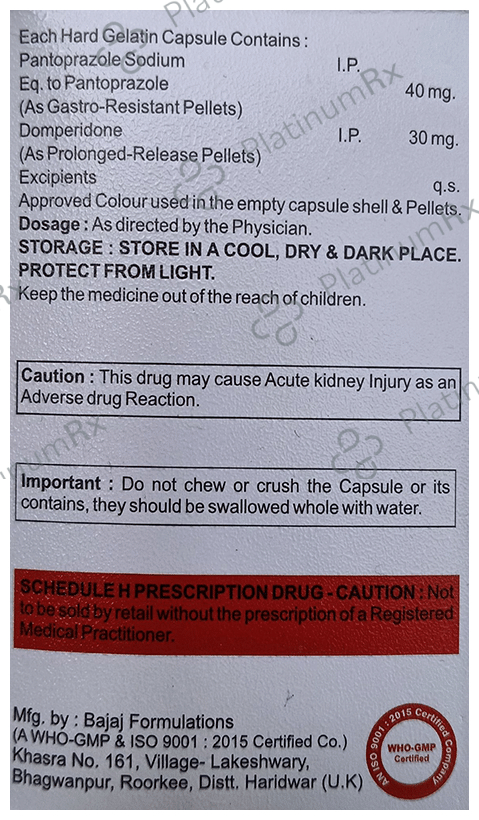 Each Hard Gelatin Capsule Contains :
Pantoprazole Sodium I.P.
Eq. to Pantoprazole 40 mg.
(As Gastro-Resistant Pellets)
Domperidone I.P. 30 mg.
(As Prolonged-Release Pellets)
Excipients q.s.
Approved Colour used in the empty capsule shell & Pellets.
Dosage : As directed by the Physician.
STORAGE : STORE IN A COOL, DRY & DARK PLACE.
PROTECT FROM LIGHT.
Keep the medicine out of the reach of children.
Caution : This drug may cause Acute kidney Injury as an
Adverse drug Reaction.
Important : Do not chew or crush the Capsule or its
contains, they should be swallowed whole with water.
SCHEDULE H PRESCRIPTION DRUG - CAUTION : Not
to be sold by retail without the prescription of a Registered
Medical Practitioner.
Mfg. by : Bajaj Formulations
(A WHO-GMP & ISO 9001 : 2015 Certified Co.)
Khasra No. 161, Village- Lakeshwary,
Bhagwanpur, Roorkee, Distt. Haridwar (U.K)
AN ISO 9001 : 2015 Certified Company
WHO-GMP
Certified
PlatinumRx
PlatinumRx
PlatinumRx
PlatinumRx